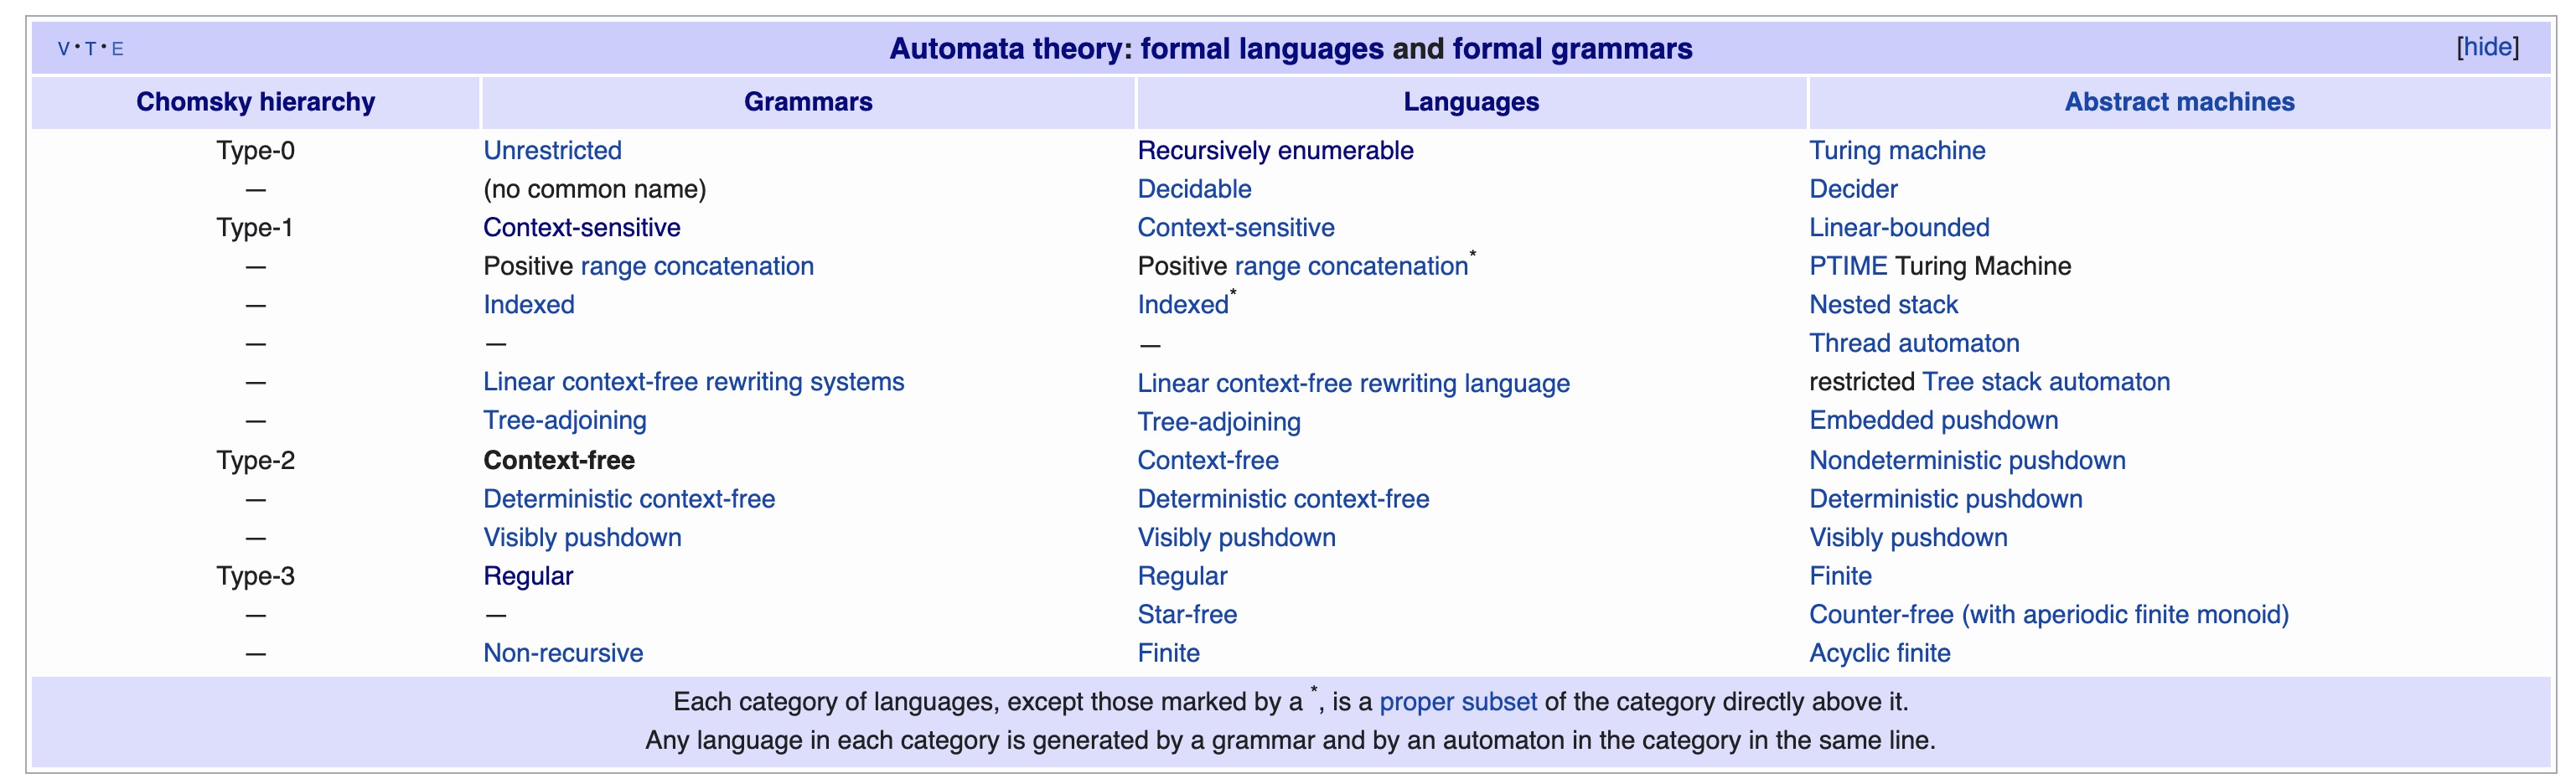 V·T·E Automata theory: formal languages and formal grammars [hide]
Chomsky hierarchy Grammars Languages Abstract machines
Type-0 Unrestricted Recursively enumerable Turing machine
— (no common name) Decidable Decider
Type-1 Context-sensitive Context-sensitive Linear-bounded
— Positive range concatenation Positive range concatenation* PTIME Turing Machine
— Indexed Indexed* Nested stack
— — — Thread automaton
— Linear context-free rewriting systems Linear context-free rewriting language restricted Tree stack automaton
— Tree-adjoining Tree-adjoining Embedded pushdown
Type-2 Context-free Context-free Nondeterministic pushdown
— Deterministic context-free Deterministic context-free Deterministic pushdown
— Visibly pushdown Visibly pushdown Visibly pushdown
Type-3 Regular Regular Finite
— — Star-free Counter-free (with aperiodic finite monoid)
— Non-recursive Finite Acyclic finite
Each category of languages, except those marked by a *, is a proper subset of the category directly above it.
Any language in each category is generated by a grammar and by an automaton in the category in the same line.